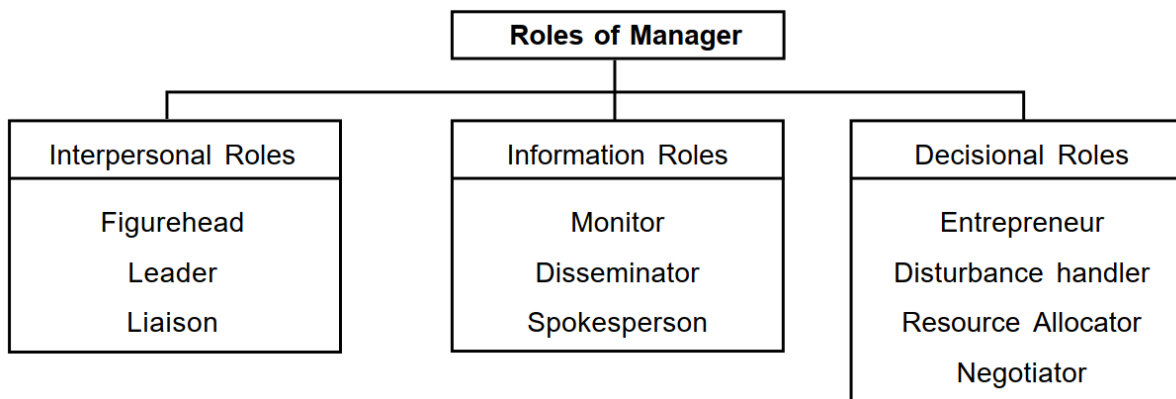 Roles of Manager
Interpersonal Roles
Figurehead
Leader
Liaison
Information Roles
Monitor
Disseminator
Spokesperson
Decisional Roles
Entrepreneur
Disturbance handler
Resource Allocator
Negotiator